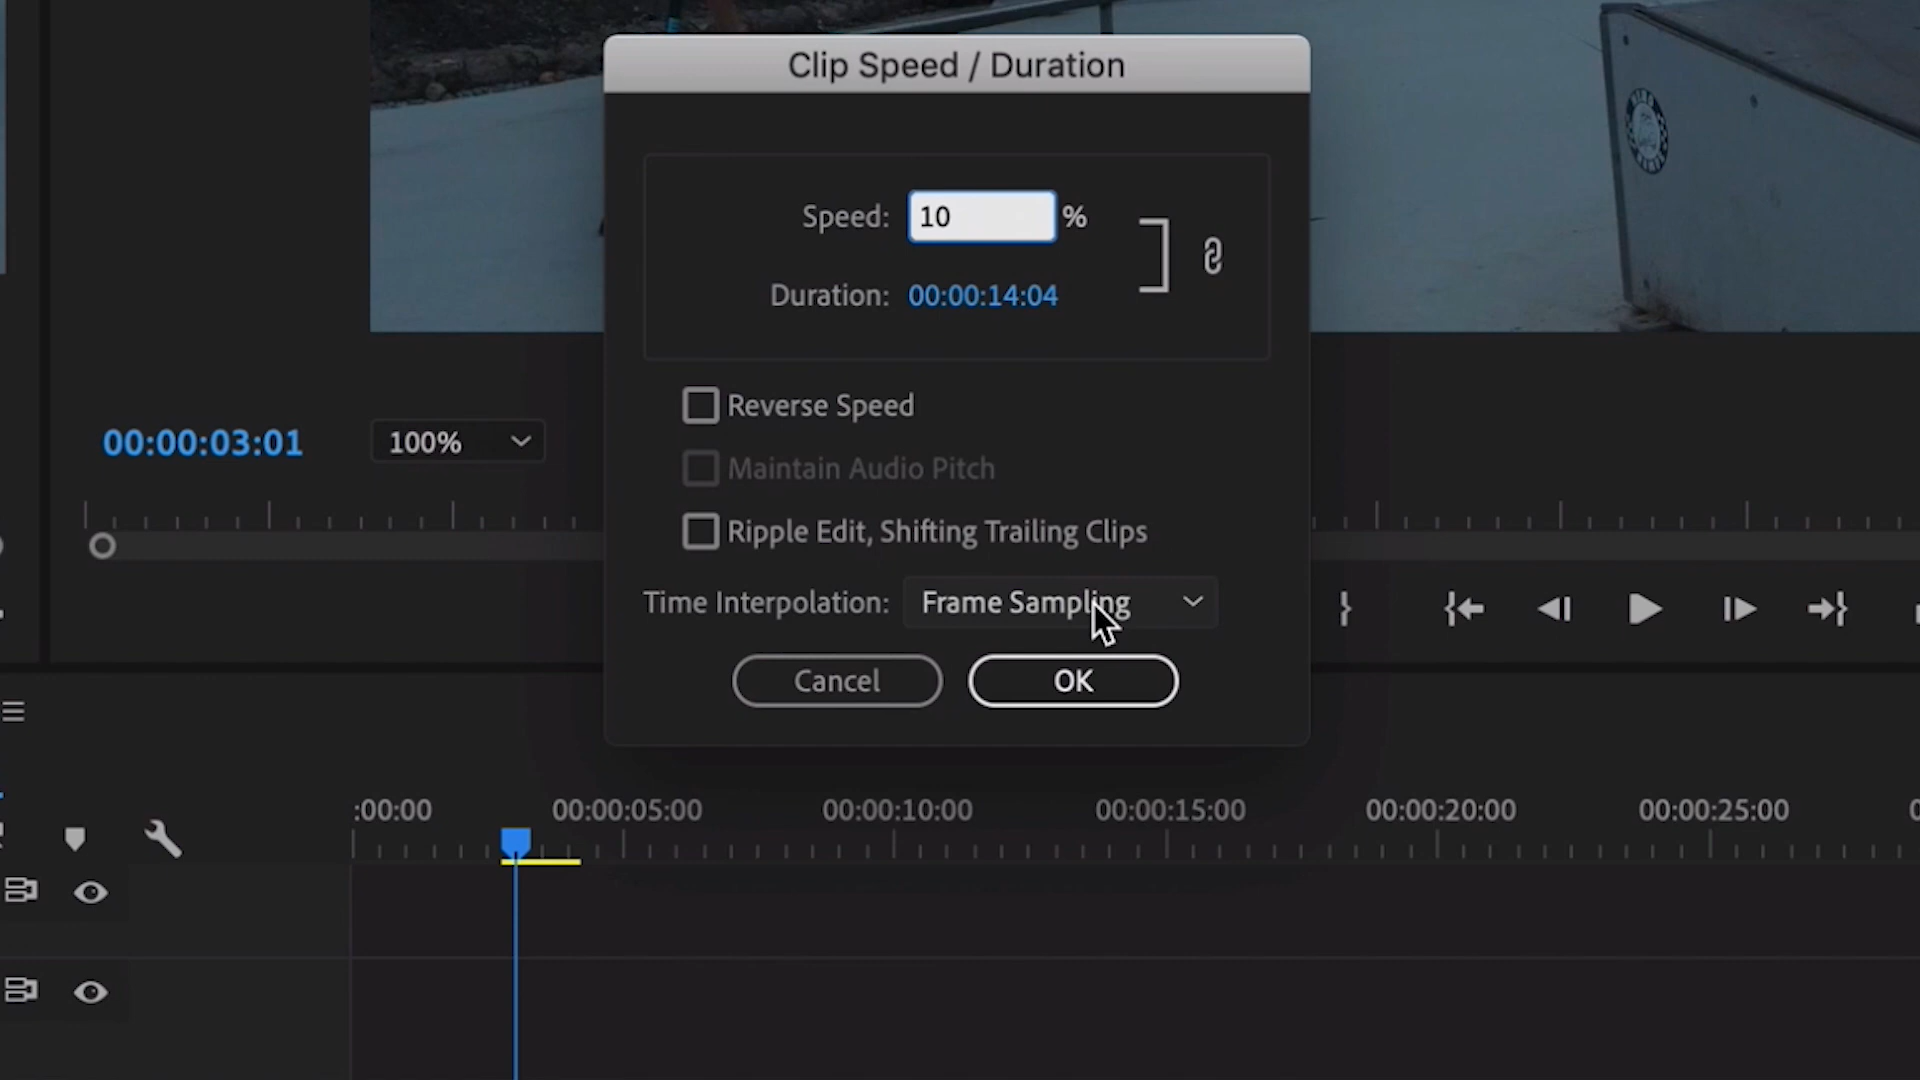 Clip Speed / Duration
Speed: 10 %
Duration: 00:00:14:04
Reverse Speed
00:00:03:01
100%
Maintain Audio Pitch
Ripple Edit, Shifting Trailing Clips
Time Interpolation: Frame Sampling
Cancel OK
:00:00 00:00:05:00 00:00:10:00 00:00:15:00 00:00:20:00 00:00:25:00